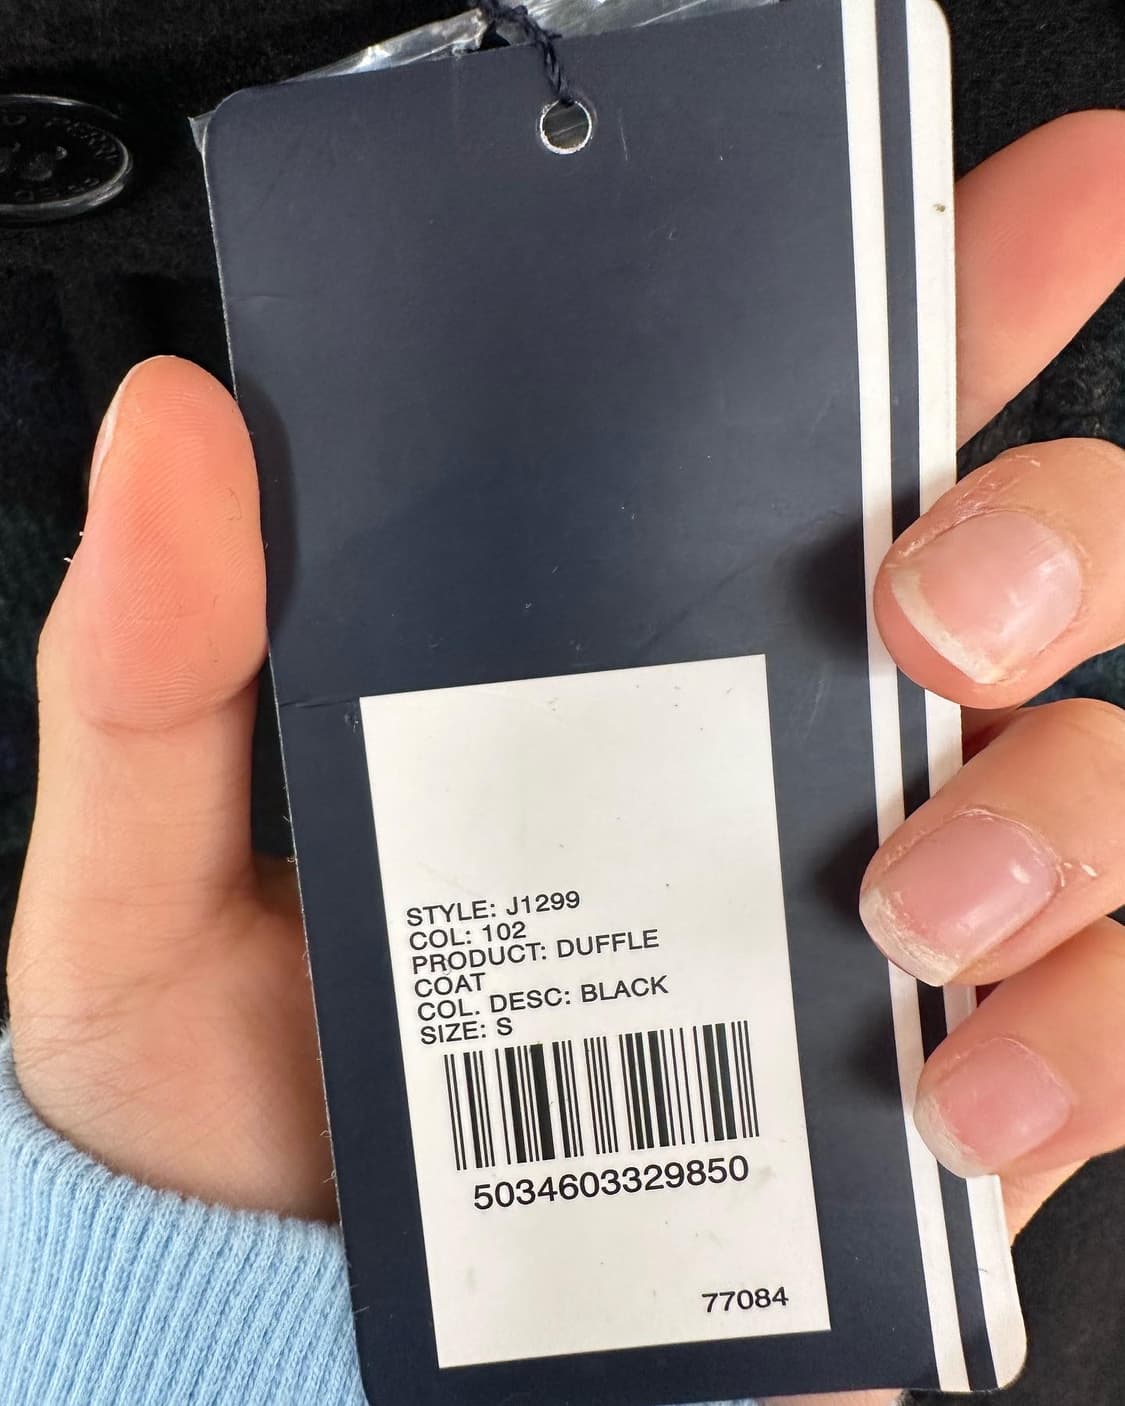 STYLE: J1299
COL: 102
PRODUCT: DUFFLE
COAT
COL. DESC: BLACK
SIZE: S
5034603329850
77084